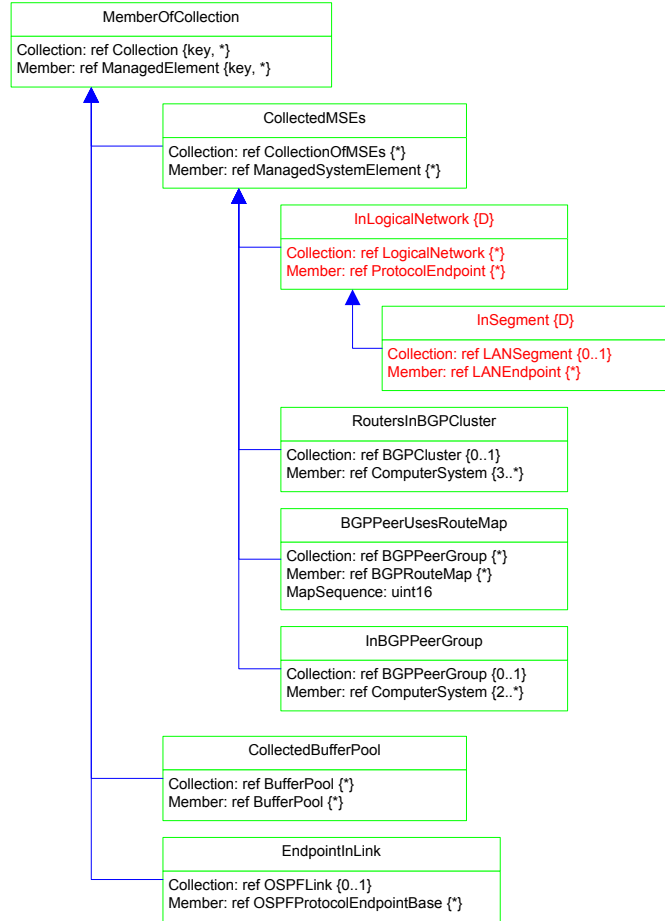 MemberOfCollection
Collection: ref Collection {key, *}
Member: ref ManagedElement {key, *}
CollectedMSEs
Collection: ref CollectionOfMSEs {*}
Member: ref ManagedSystemElement {*}
InLogicalNetwork {D}
Collection: ref LogicalNetwork {*}
Member: ref ProtocolEndpoint {*}
InSegment {D}
Collection: ref LANSegment {0..1}
Member: ref LANEndpoint {*}
RoutersInBGPCluster
Collection: ref BGPCluster {0..1}
Member: ref ComputerSystem {3..*}
BGPPeerUsesRouteMap
Collection: ref BGPPeerGroup {*}
Member: ref BGPRouteMap {*}
MapSequence: uint16
InBGPPeerGroup
Collection: ref BGPPeerGroup {0..1}
Member: ref ComputerSystem {2..*}
CollectedBufferPool
Collection: ref BufferPool {*}
Member: ref BufferPool {*}
EndpointInLink
Collection: ref OSPFLink {0..1}
Member: ref OSPFProtocolEndpointBase {*}